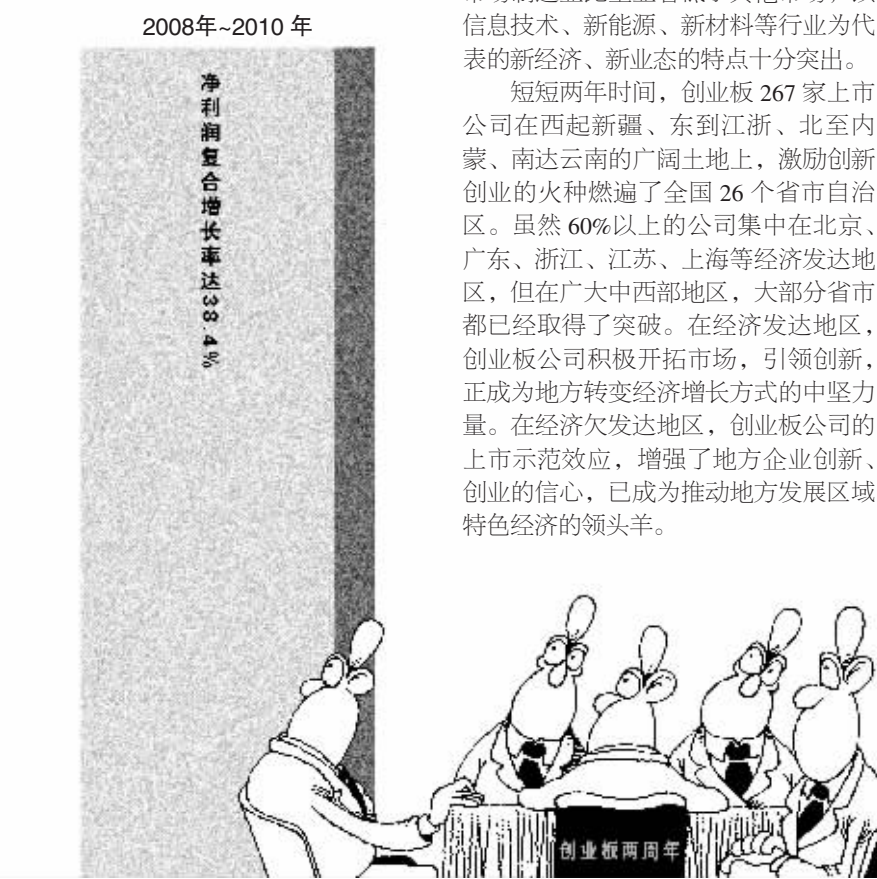 2008年~2010 年
净利润复合增长率达38.4%
信息技术、新能源、新材料等行业为代
表的新经济、新业态的特点十分突出。
短短两年时间，创业板 267 家上市
公司在西起新疆、东到江浙、北至内
蒙、南达云南的广阔土地上，激励创新
创业的火种燃遍了全国 26 个省市自治
区。虽然 60%以上的公司集中在北京、
广东、浙江、江苏、上海等经济发达地
区，但在广大中西部地区，大部分省市
都已经取得了突破。在经济发达地区，
创业板公司积极开拓市场，引领创新，
正成为地方转变经济增长方式的中坚力
量。在经济欠发达地区，创业板公司的
上市示范效应，增强了地方企业创新、
创业的信心，已成为推动地方发展区域
特色经济的领头羊。
创业板两周年